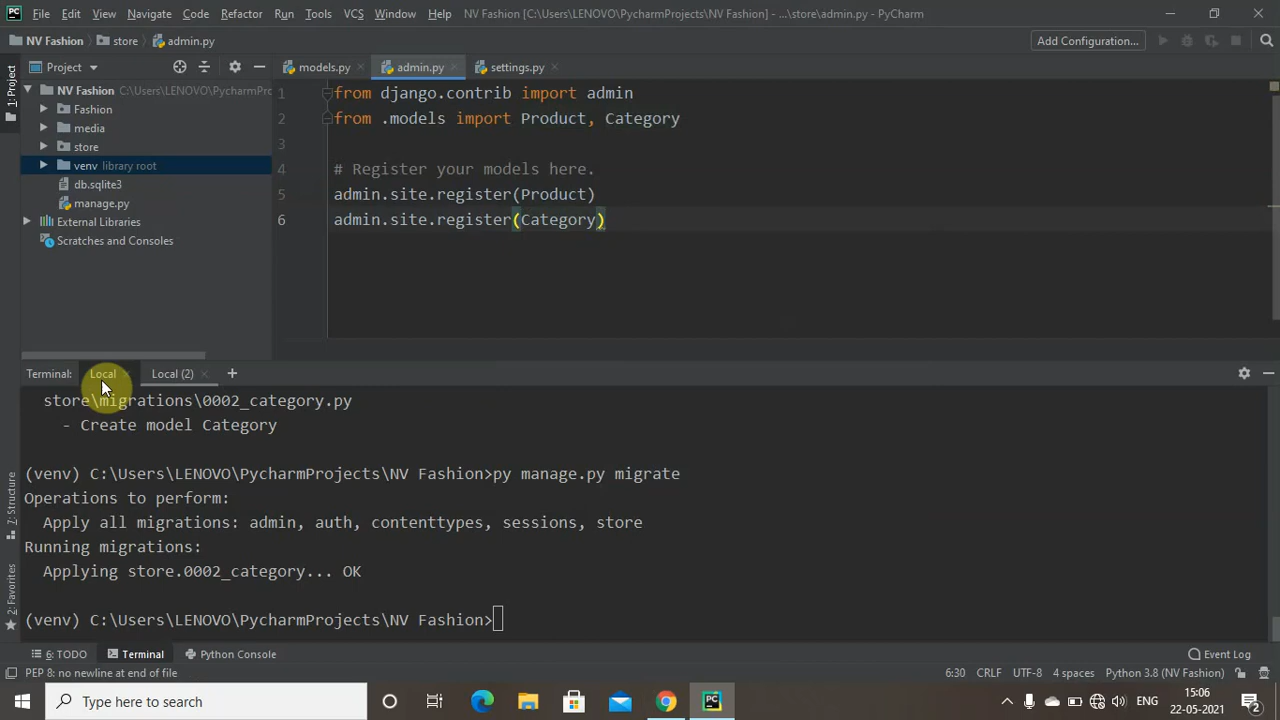 File Edit View Navigate Code Refactor Run Tools VCS Window Help NV Fashion [C:\Users\LENOVO\PycharmProjects\NV Fashion] - ...\store\admin.py - PyCharm
NV Fashion store admin.py Add Configuration...
1: Project
Project
models.py admin.py settings.py
NV Fashion C:\Users\LENOVO\PycharmPro
Fashion
media
store
venv library root
db.sqlite3
manage.py
External Libraries
Scratches and Consoles
1 from django.contrib import admin
2 from .models import Product, Category
3
4 # Register your models here.
5 admin.site.register(Product)
6 admin.site.register(Category)
Terminal: Local Local (2) +
store\migrations\0002_category.py
- Create model Category
(venv) C:\Users\LENOVO\PycharmProjects\NV Fashion>py manage.py migrate
Operations to perform:
Apply all migrations: admin, auth, contenttypes, sessions, store
Running migrations:
Applying store.0002_category... OK
(venv) C:\Users\LENOVO\PycharmProjects\NV Fashion>
Z: Structure
2: Favorites
6: TODO Terminal Python Console Event Log
PEP 8: no newline at end of file 6:30 CRLF UTF-8 4 spaces Python 3.8 (NV Fashion)
Type here to search ENG 15:06
22-05-2021 2